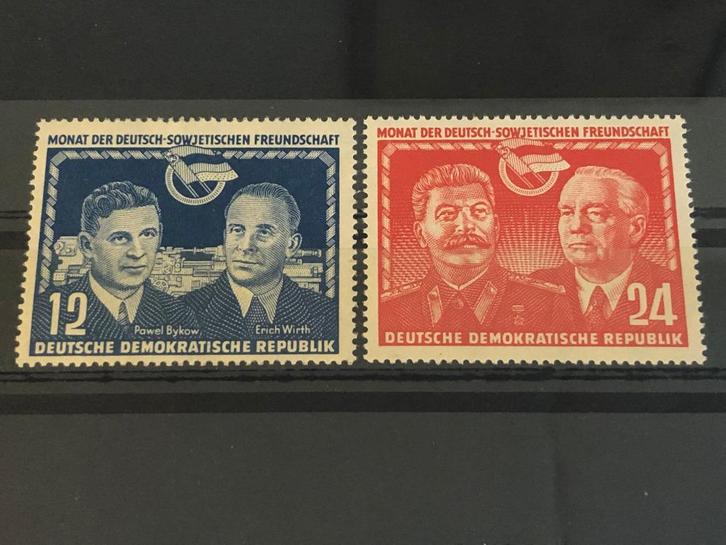 MONAT DER DEUTSCH-SOWJETISCHEN FREUNDSCHAFT
12
Pawel Bykow, Erich Wirth
DEUTSCHE DEMOKRATISCHE REPUBLIK
MONAT DER DEUTSCH-SOWJETISCHEN FREUNDSCHAFT
24
DEUTSCHE DEMOKRATISCHE REPUBLIK